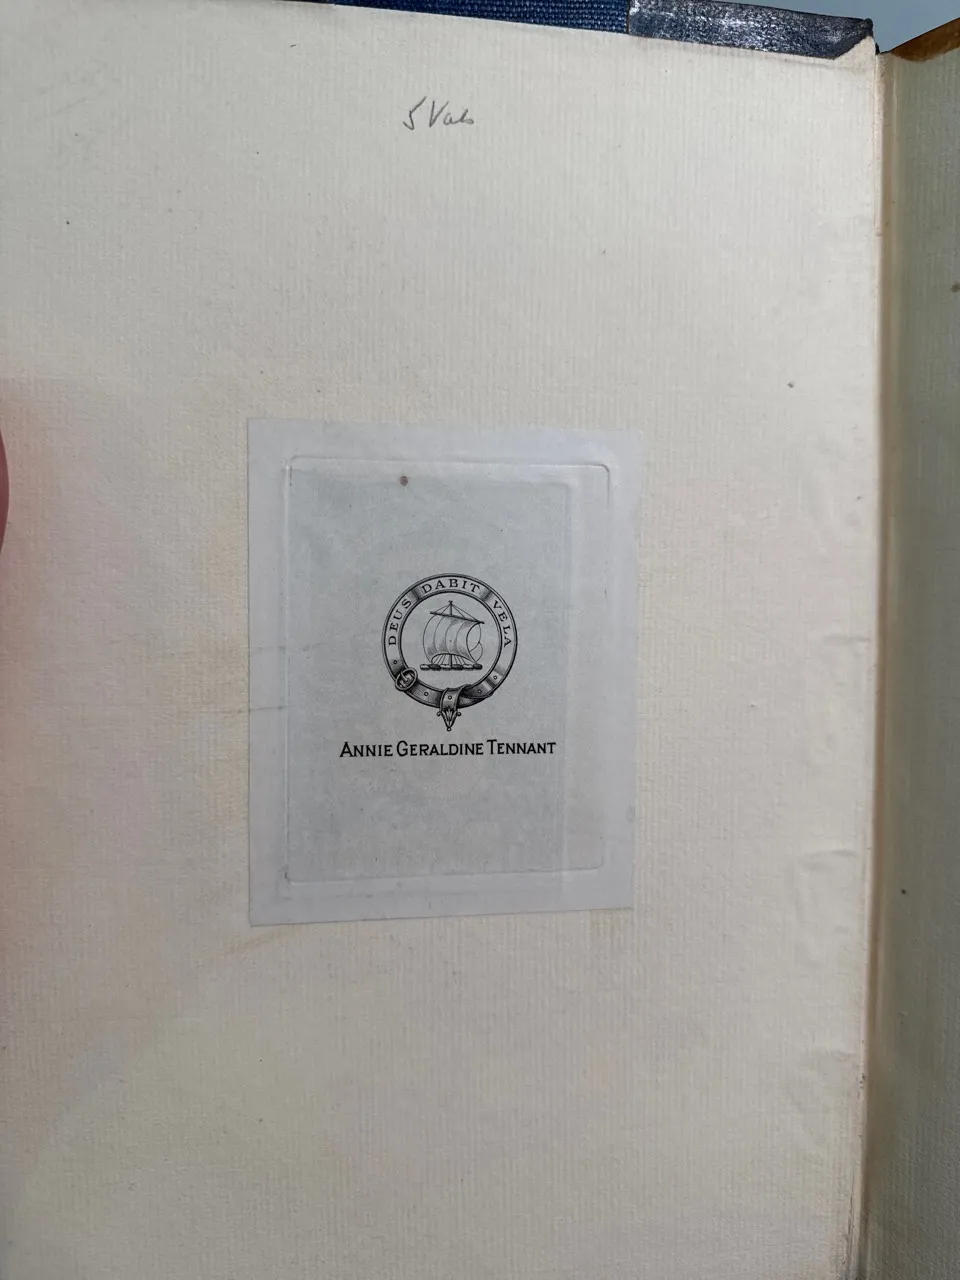 5 Vols
DEUS DABIT VELA
ANNIE GERALDINE TENNANT